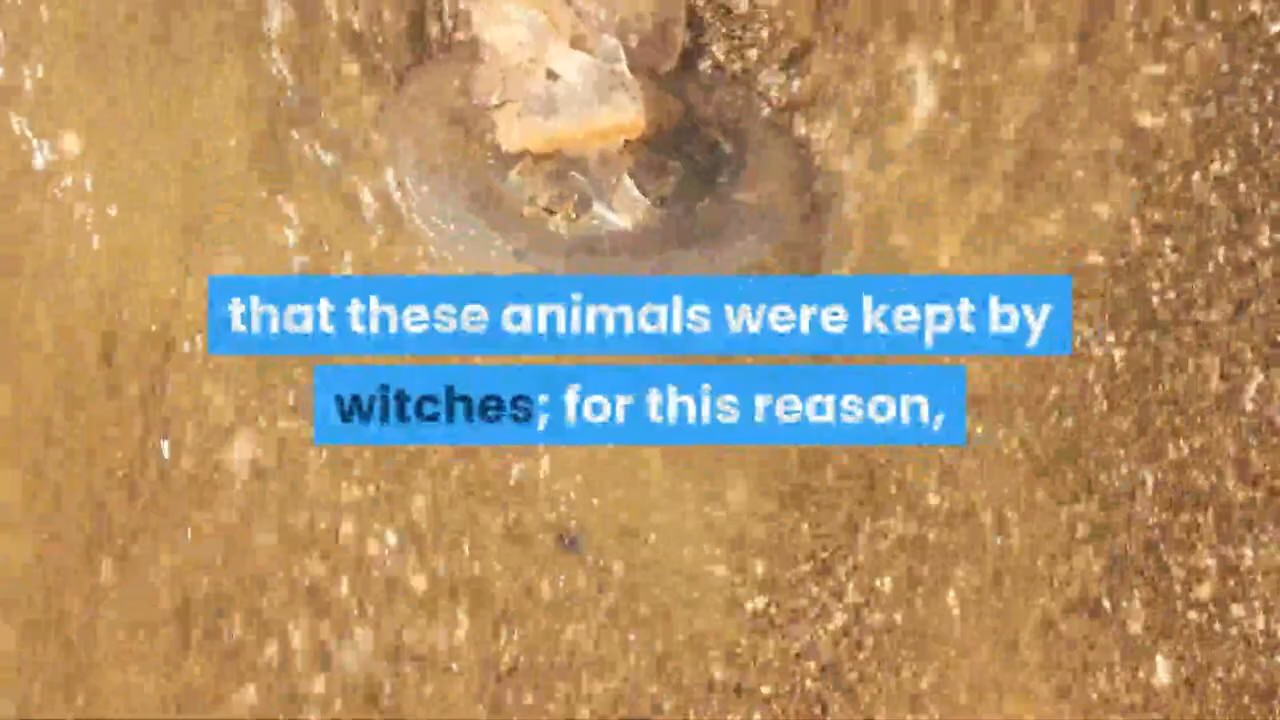 that these animals were kept by
witches; for this reason,